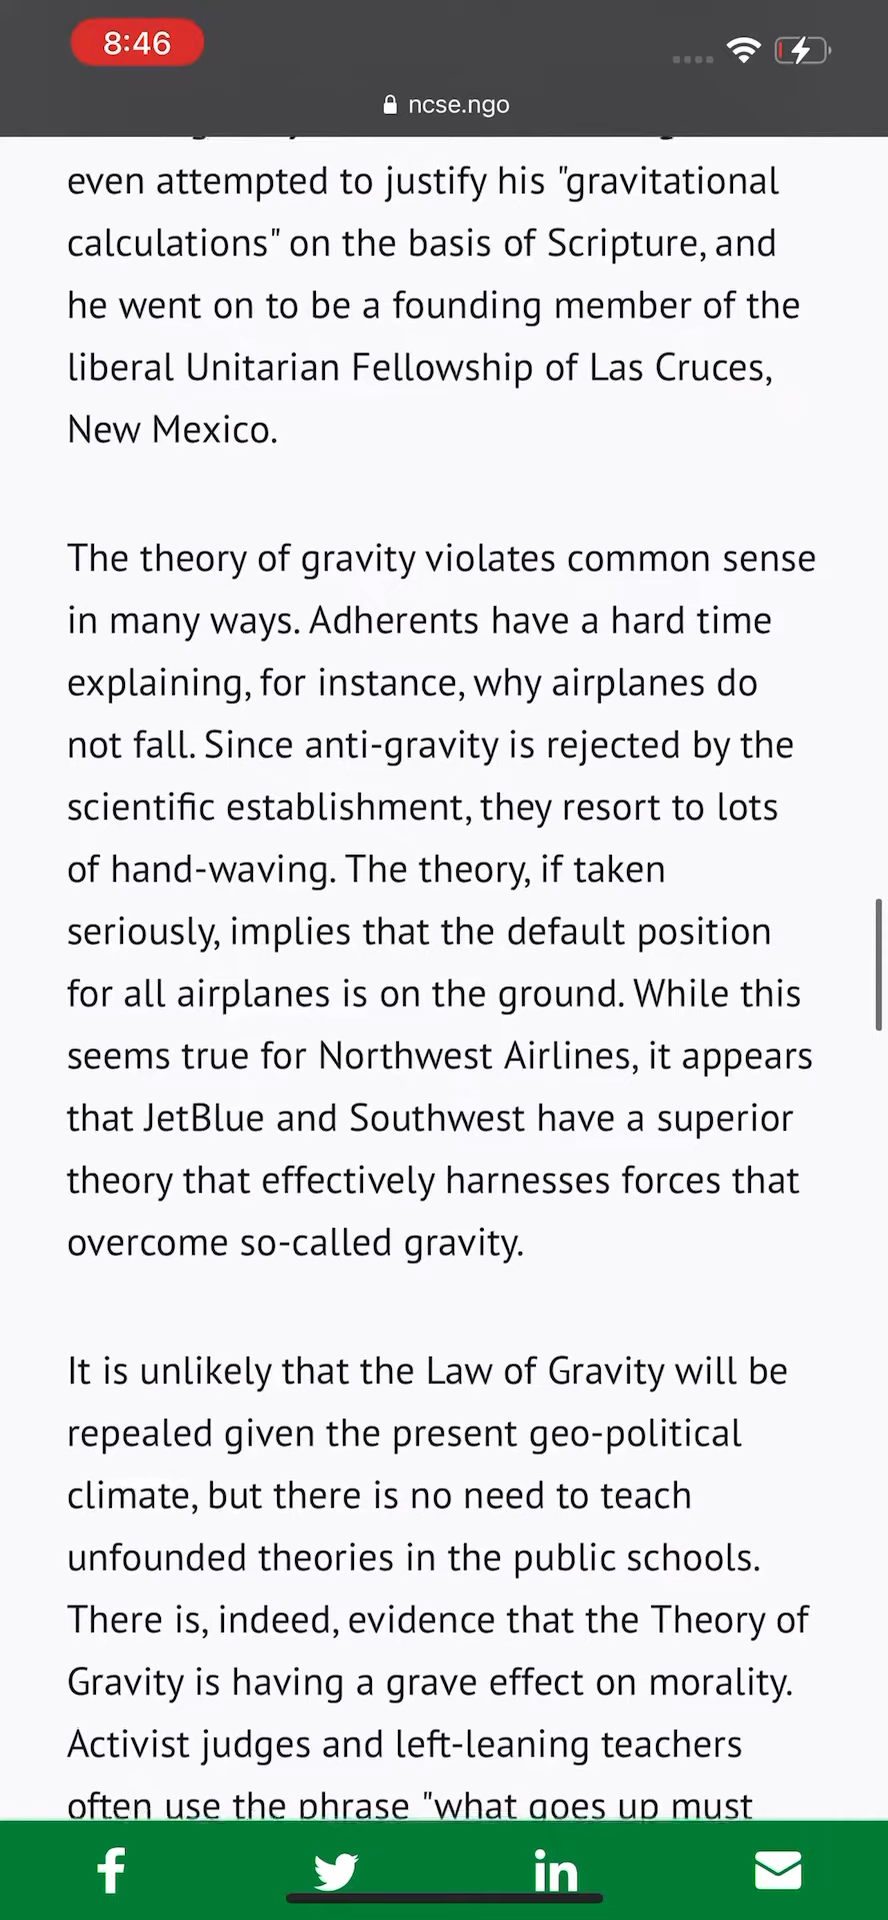 8:46
ncse.ngo
even attempted to justify his "gravitational
calculations" on the basis of Scripture, and
he went on to be a founding member of the
liberal Unitarian Fellowship of Las Cruces,
New Mexico.
The theory of gravity violates common sense
in many ways. Adherents have a hard time
explaining, for instance, why airplanes do
not fall. Since anti-gravity is rejected by the
scientific establishment, they resort to lots
of hand-waving. The theory, if taken
seriously, implies that the default position
for all airplanes is on the ground. While this
seems true for Northwest Airlines, it appears
that JetBlue and Southwest have a superior
theory that effectively harnesses forces that
overcome so-called gravity.
It is unlikely that the Law of Gravity will be
repealed given the present geo-political
climate, but there is no need to teach
unfounded theories in the public schools.
There is, indeed, evidence that the Theory of
Gravity is having a grave effect on morality.
Activist judges and left-leaning teachers
often use the phrase "what goes up must